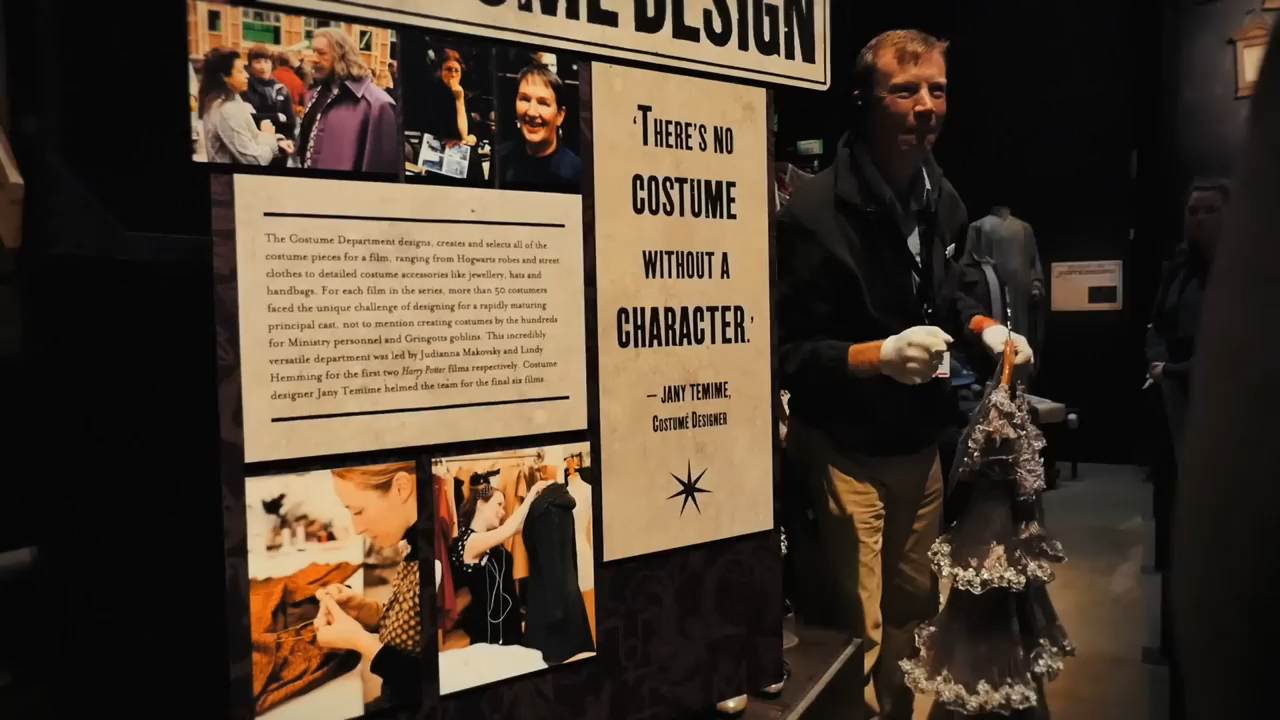 DESIGN
'THERE'S NO
COSTUME
WITHOUT A
CHARACTER.'
– JANY TEMIME,
COSTUME DESIGNER
The Costume Department designs, creates and selects all of the
costume pieces for a film, ranging from Hogwarts robes and street
clothes to detailed costume accessories like jewellery, hats and
handbags. For each film in the series, more than 50 costumers
faced the unique challenge of designing for a rapidly maturing
principal cast, not to mention creating costumes by the hundreds
for Ministry personnel and Gringotts goblins. This incredibly
versatile department was led by Judianna Makovsky and Lindy
Hemming for the first two Harry Potter films respectively. Costume
designer Jany Temime helmed the team for the final six films.